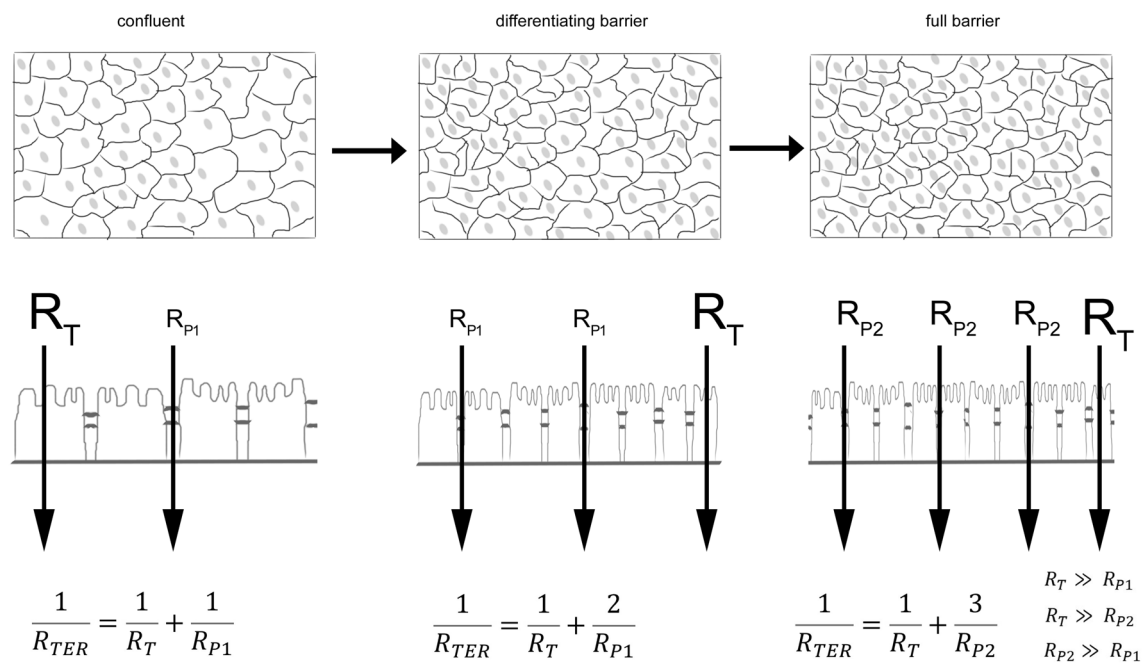 confluent
differentiating barrier
full barrier
R_T
R_P1
R_P1
R_P1
R_T
R_P2
R_P2
R_P2
R_T
1/R_TER = 1/R_T + 1/R_P1
1/R_TER = 1/R_T + 2/R_P1
1/R_TER = 1/R_T + 3/R_P2
R_T ≫ R_P1
R_T ≫ R_P2
R_P2 ≫ R_P1